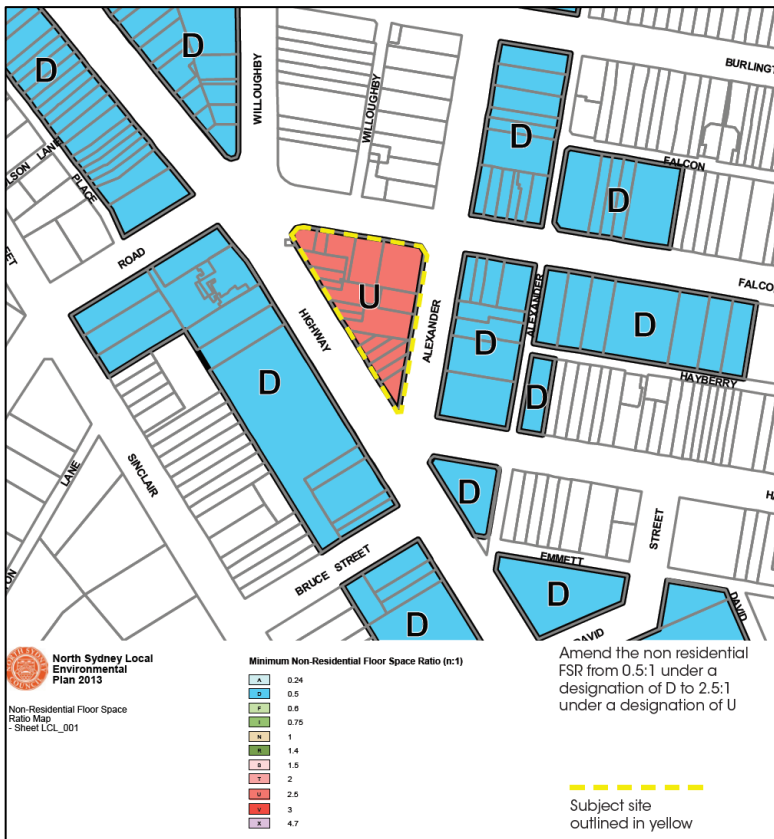 D
D
WILLOUGHBY
WILLOUGHBY
BURLINGT
D
FALCON
D
LANE
PLACE
ROAD
FALCO
U
HIGHWAY
ALEXANDER
ALEXANDER
D
D
D
HAYBERRY
D
D
SINCLAIR
LANE
STREET
BRUCE STREET
EMMETT
D
D
DAVID
DAVID
North Sydney Local
Environmental
Plan 2013
Non-Residential Floor Space
Ratio Map
- Sheet LCL_001
Minimum Non-Residential Floor Space Ratio (n:1)
A 0.24
D 0.5
F 0.6
I 0.75
N 1
R 1.4
S 1.5
T 2
U 2.5
V 3
X 4.7
Amend the non residential
FSR from 0.5:1 under a
designation of D to 2.5:1
under a designation of U
Subject site
outlined in yellow